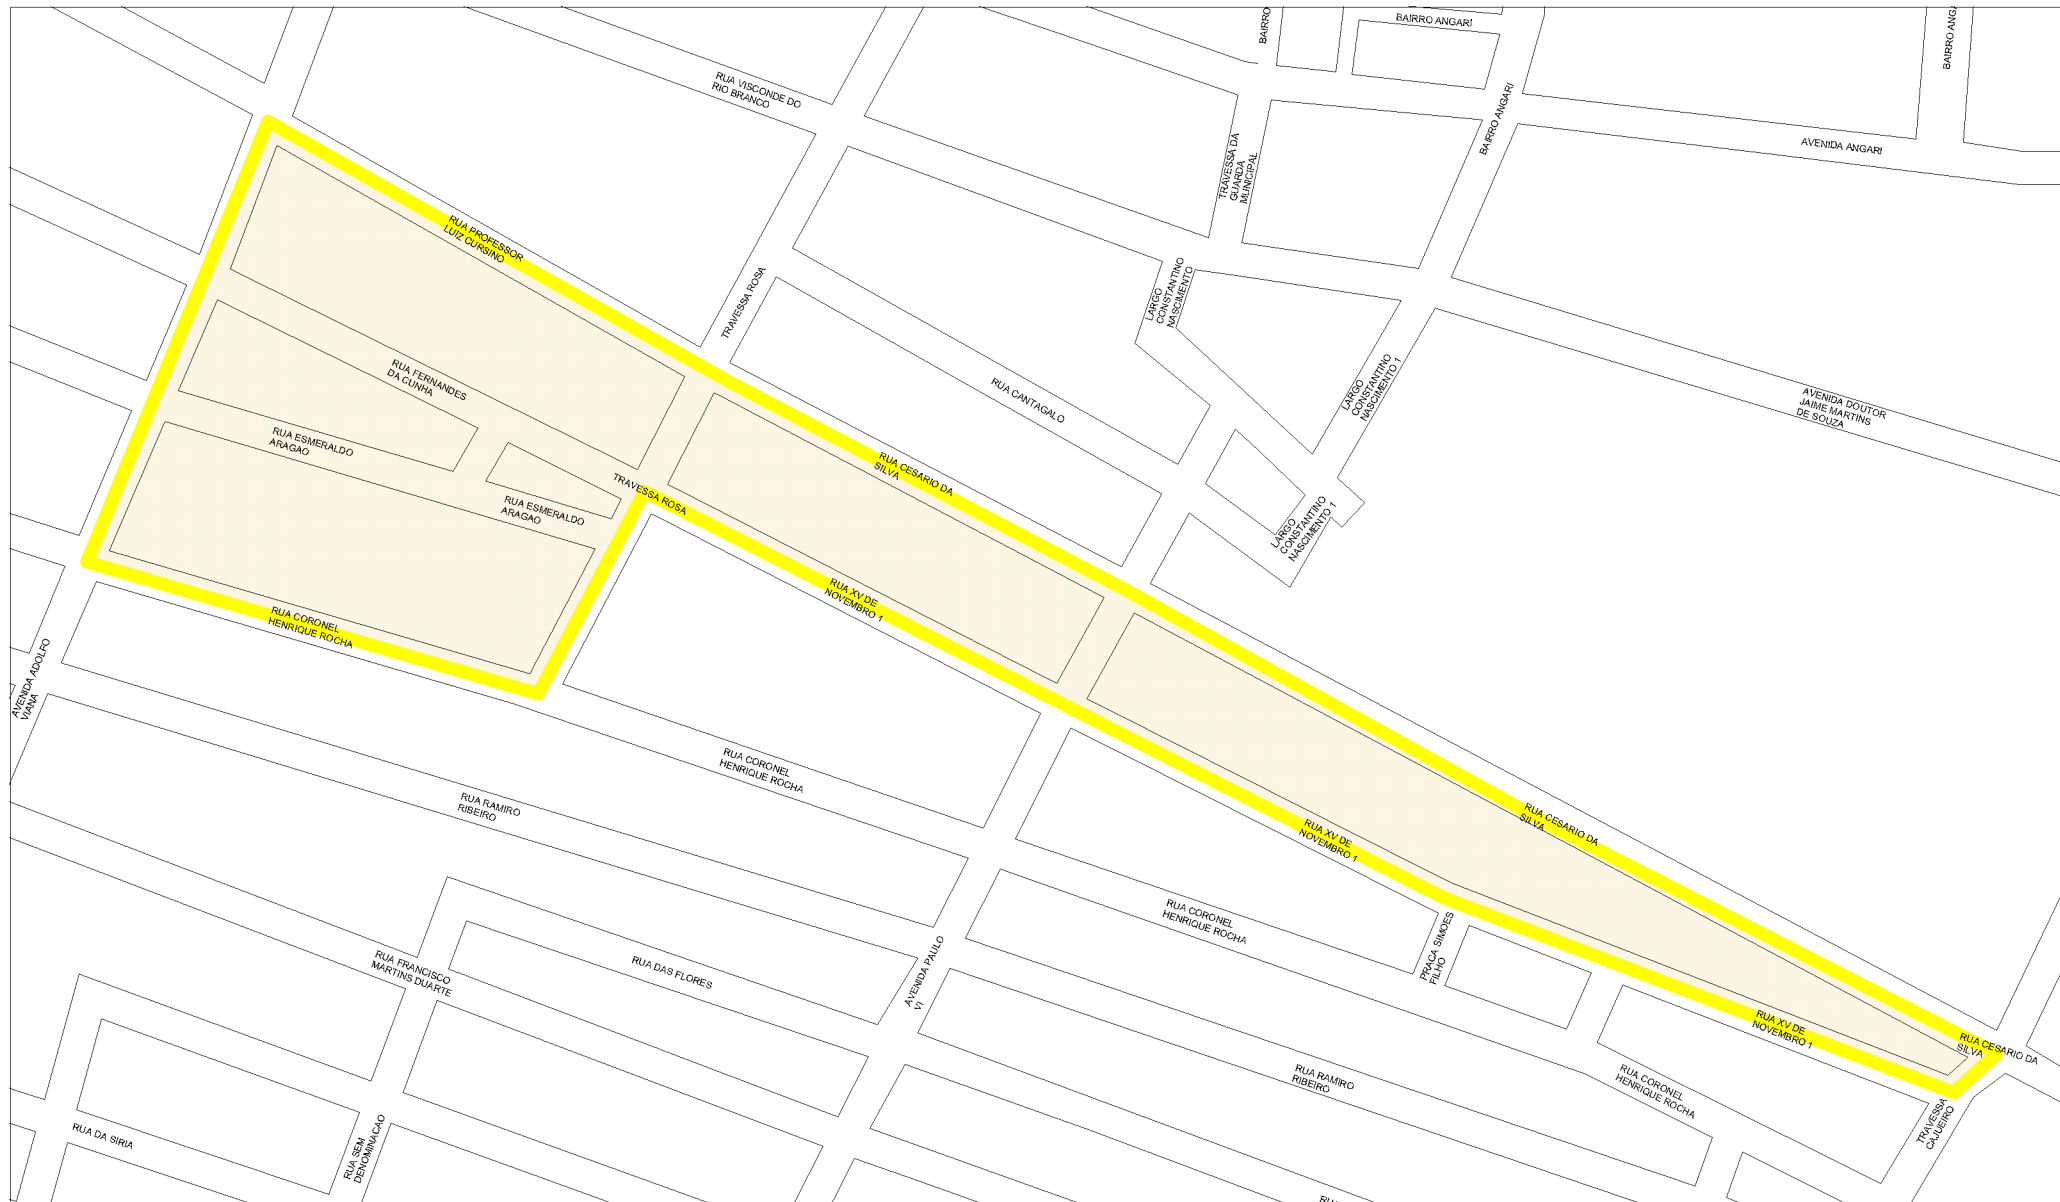 BAIRRO
BAIRRO ANGARI
BAIRRO ANGA
RUA VISCONDE DO
RIO BRANCO
BAIRRO ANGARI
AVENIDA ANGARI
TRAVESSA DA
GUARDA
MUNICIPAL
RUA PROFESSOR
LUIZ CURSINO
TRAVESSA ROSA
LARGO
CONSTANTINO
NASCIMENTO
RUA FERNANDES
DA CUNHA
RUA CANTAGALO
LARGO
CONSTANTINO
NASCIMENTO 1
AVENIDA DOUTOR
JAIME MARTINS
DE SOUZA
RUA ESMERALDO
ARAGAO
RUA CESARIO DA
SILVA
TRAVESSA ROSA
RUA ESMERALDO
ARAGAO
LARGO
CONSTANTINO
NASCIMENTO 1
RUA XV DE
NOVEMBRO 1
RUA CORONEL
HENRIQUE ROCHA
AVENIDA ADOLFO
VIANA
RUA CORONEL
HENRIQUE ROCHA
RUA RAMIRO
RIBEIRO
RUA CESARIO DA
SILVA
RUA XV DE
NOVEMBRO 1
RUA CORONEL
HENRIQUE ROCHA
PRACA SIMOES
FILHO
RUA FRANCISCO
MARTINS DUARTE
RUA DAS FLORES
AVENIDA PAULO
VI
RUA XV DE
NOVEMBRO 1
RUA CESARIO DA
SILVA
RUA RAMIRO
RIBEIRO
RUA CORONEL
HENRIQUE ROCHA
TRAVESSA
CAJUEIRO
RUA DA SIRIA
RUA SEM
DENOMINACAO